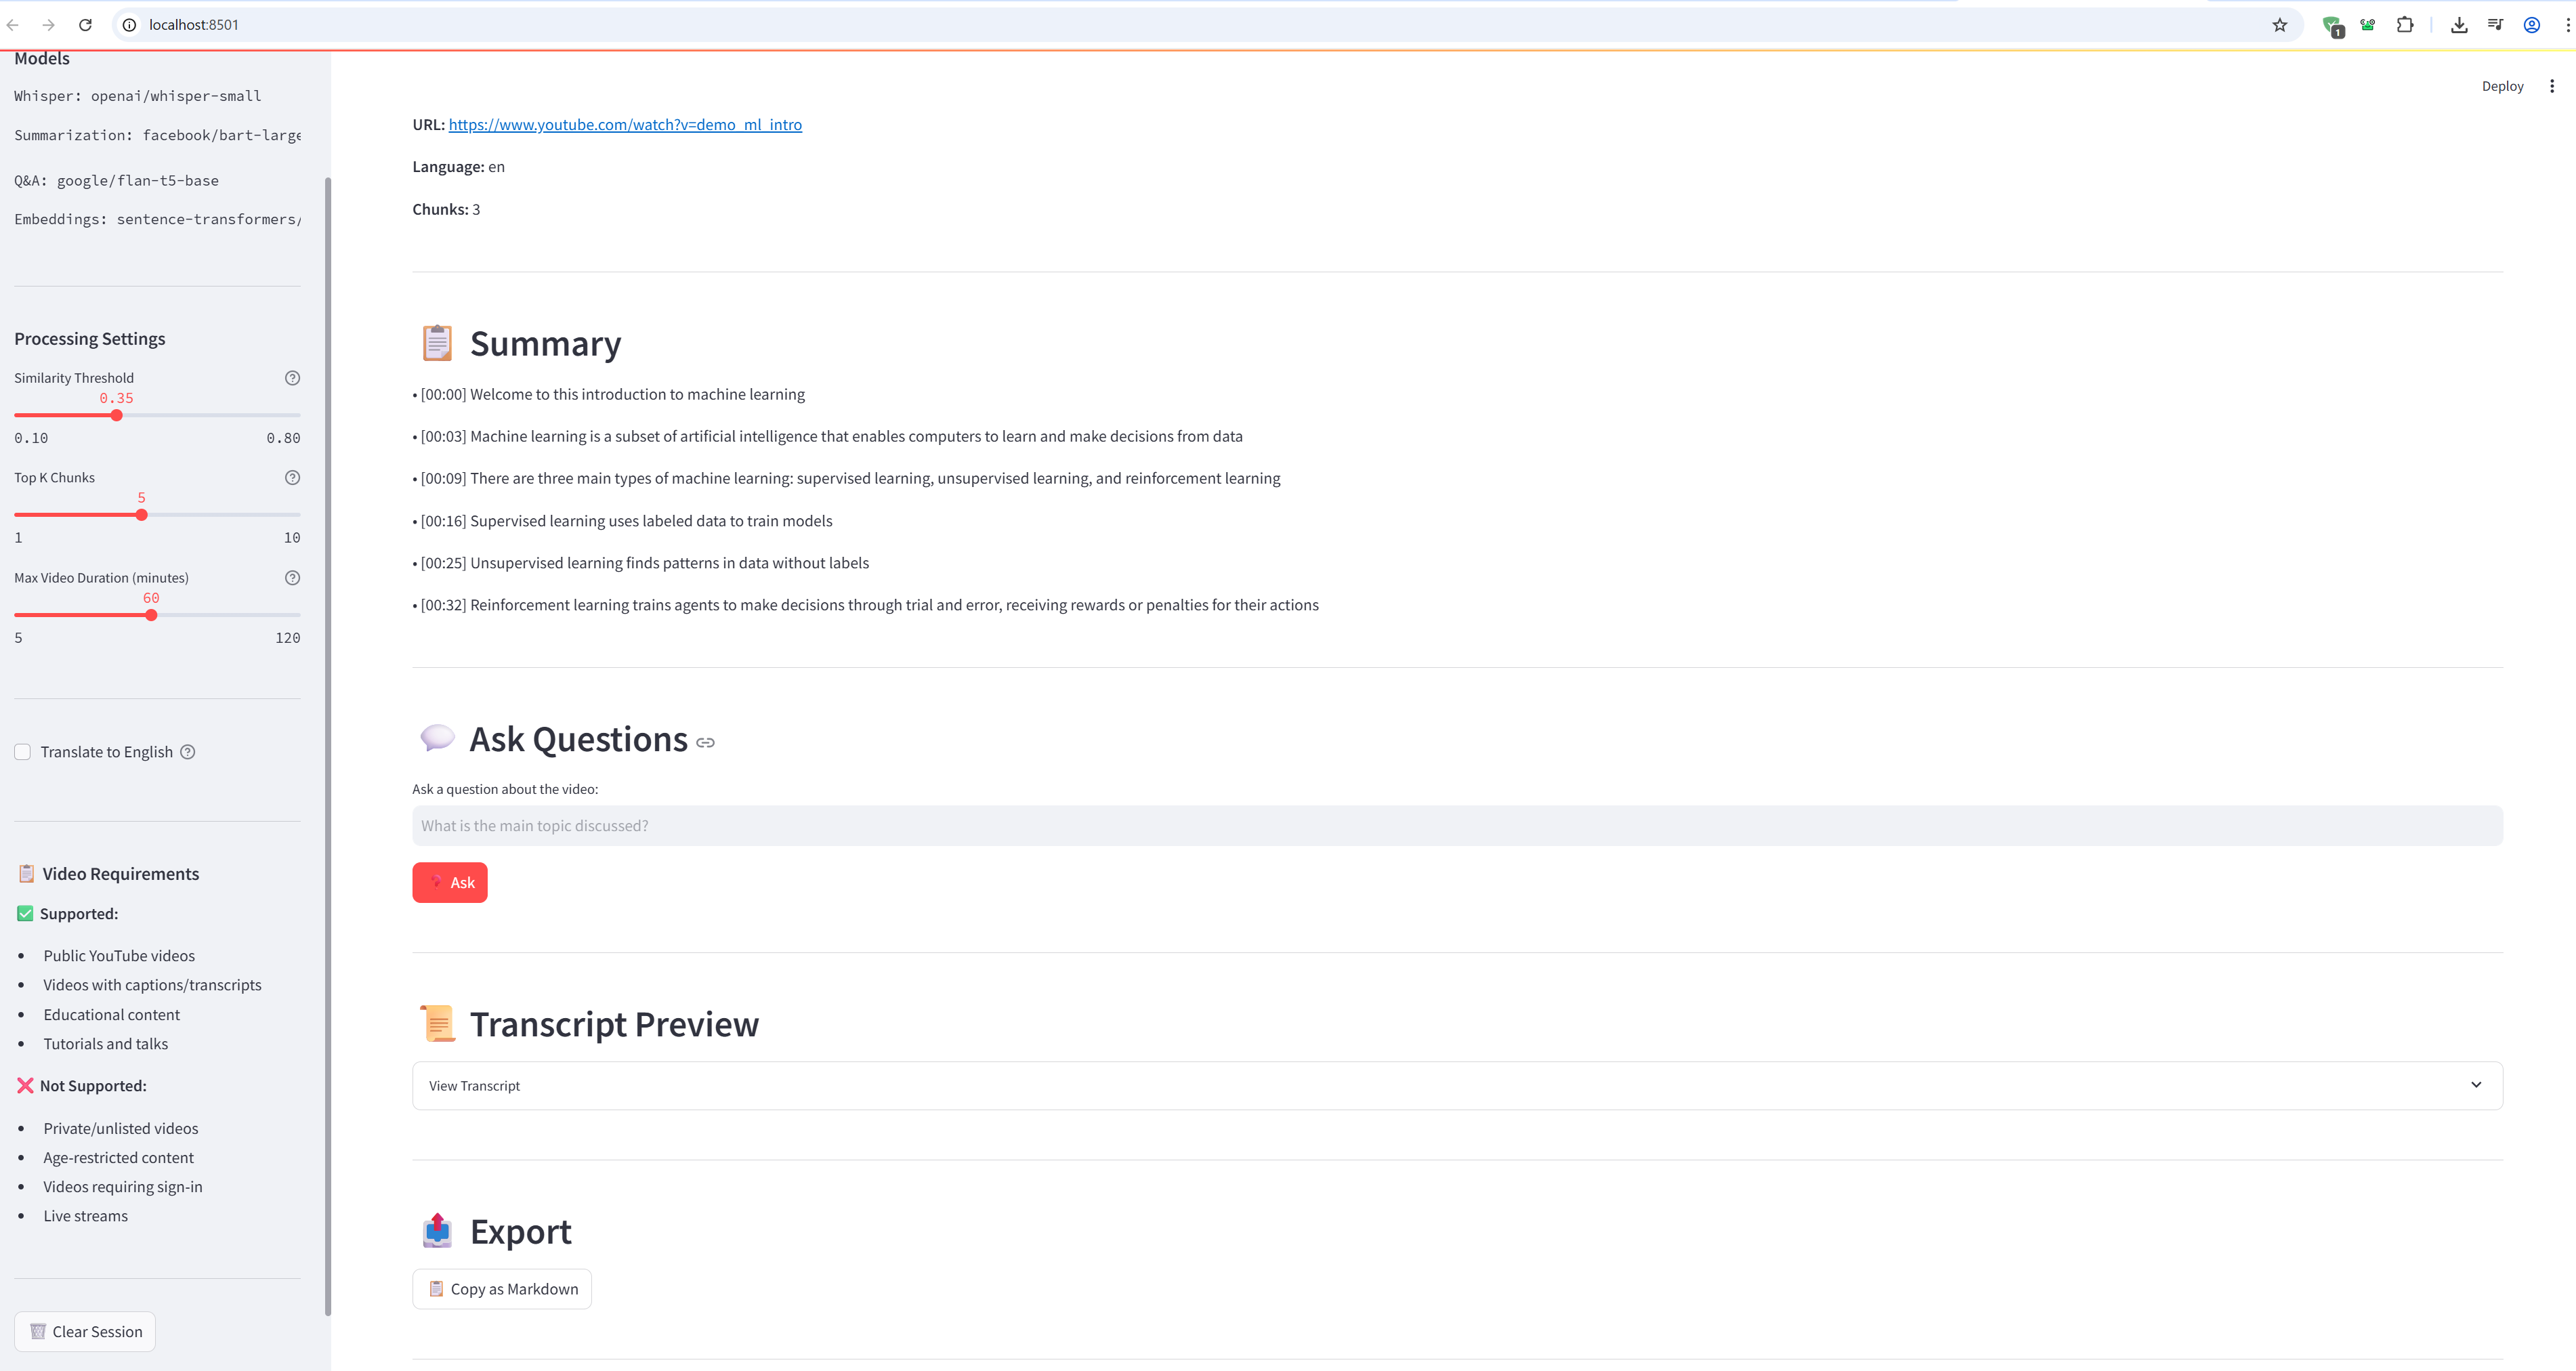 localhost:8501
1
Models
Whisper: openai/whisper-small
Summarization: facebook/bart-large
Q&A: google/flan-t5-base
Embeddings: sentence-transformers/
Processing Settings
Similarity Threshold
0.35
0.10 0.80
Top K Chunks
5
1 10
Max Video Duration (minutes)
60
5 120
Translate to English
Video Requirements
Supported:
• Public YouTube videos
• Videos with captions/transcripts
• Educational content
• Tutorials and talks
Not Supported:
• Private/unlisted videos
• Age-restricted content
• Videos requiring sign-in
• Live streams
Clear Session
Deploy
URL: https://www.youtube.com/watch?v=demo_ml_intro
Language: en
Chunks: 3
Summary
• [00:00] Welcome to this introduction to machine learning
• [00:03] Machine learning is a subset of artificial intelligence that enables computers to learn and make decisions from data
• [00:09] There are three main types of machine learning: supervised learning, unsupervised learning, and reinforcement learning
• [00:16] Supervised learning uses labeled data to train models
• [00:25] Unsupervised learning finds patterns in data without labels
• [00:32] Reinforcement learning trains agents to make decisions through trial and error, receiving rewards or penalties for their actions
Ask Questions
Ask a question about the video:
What is the main topic discussed?
Ask
Transcript Preview
View Transcript
Export
Copy as Markdown